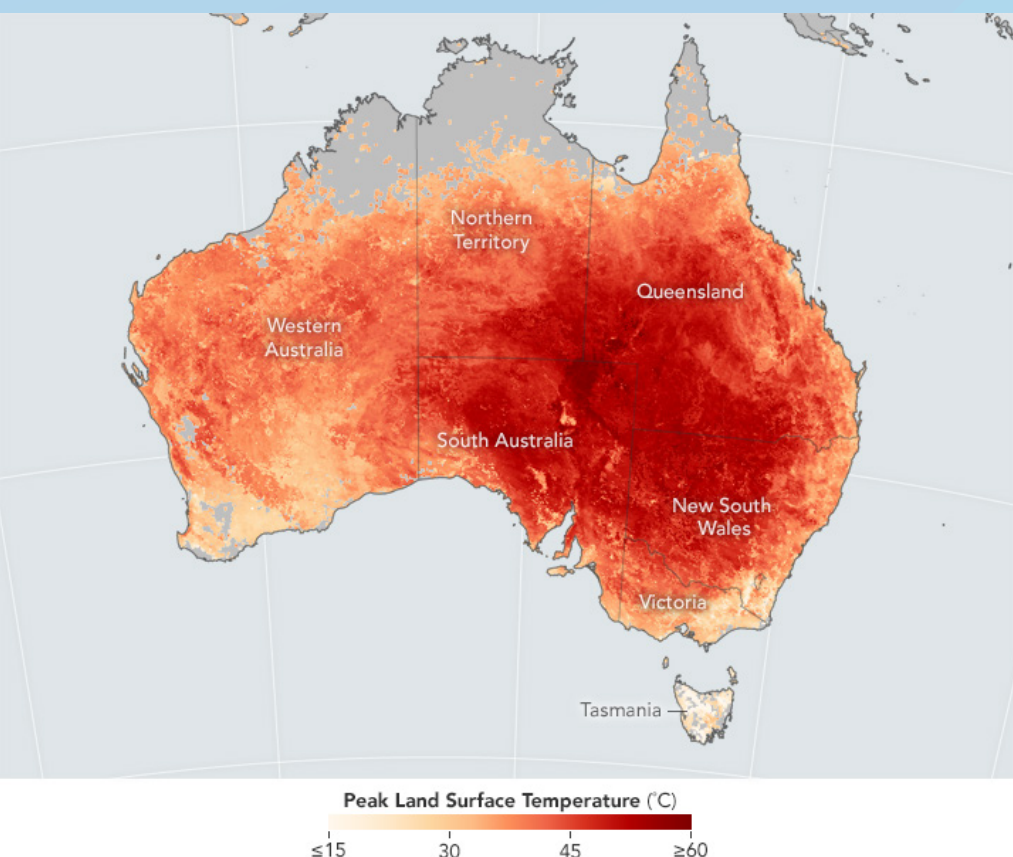 Northern
Territory
Queensland
Western
Australia
South Australia
New South
Wales
Victoria
Tasmania
Peak Land Surface Temperature (˚C)
≤15 30 45 ≥60